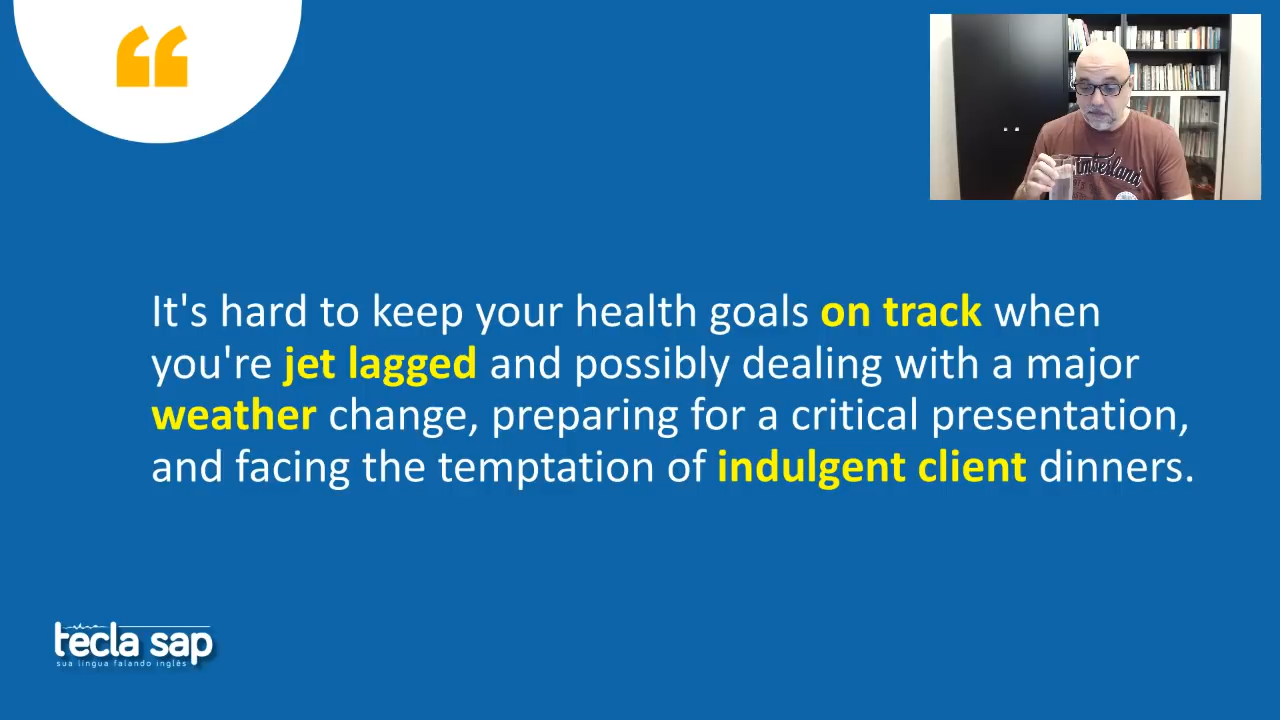 “
Timberland
It's hard to keep your health goals on track when
you're jet lagged and possibly dealing with a major
weather change, preparing for a critical presentation,
and facing the temptation of indulgent client dinners.
tecla sap
sua língua falando inglês